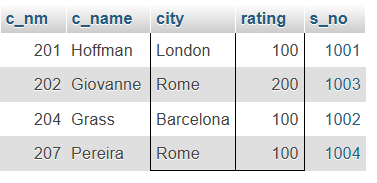 c_nm c_name city rating s_no
201 Hoffman London 100 1001
202 Giovanne Rome 200 1003
204 Grass Barcelona 100 1002
207 Pereira Rome 100 1004